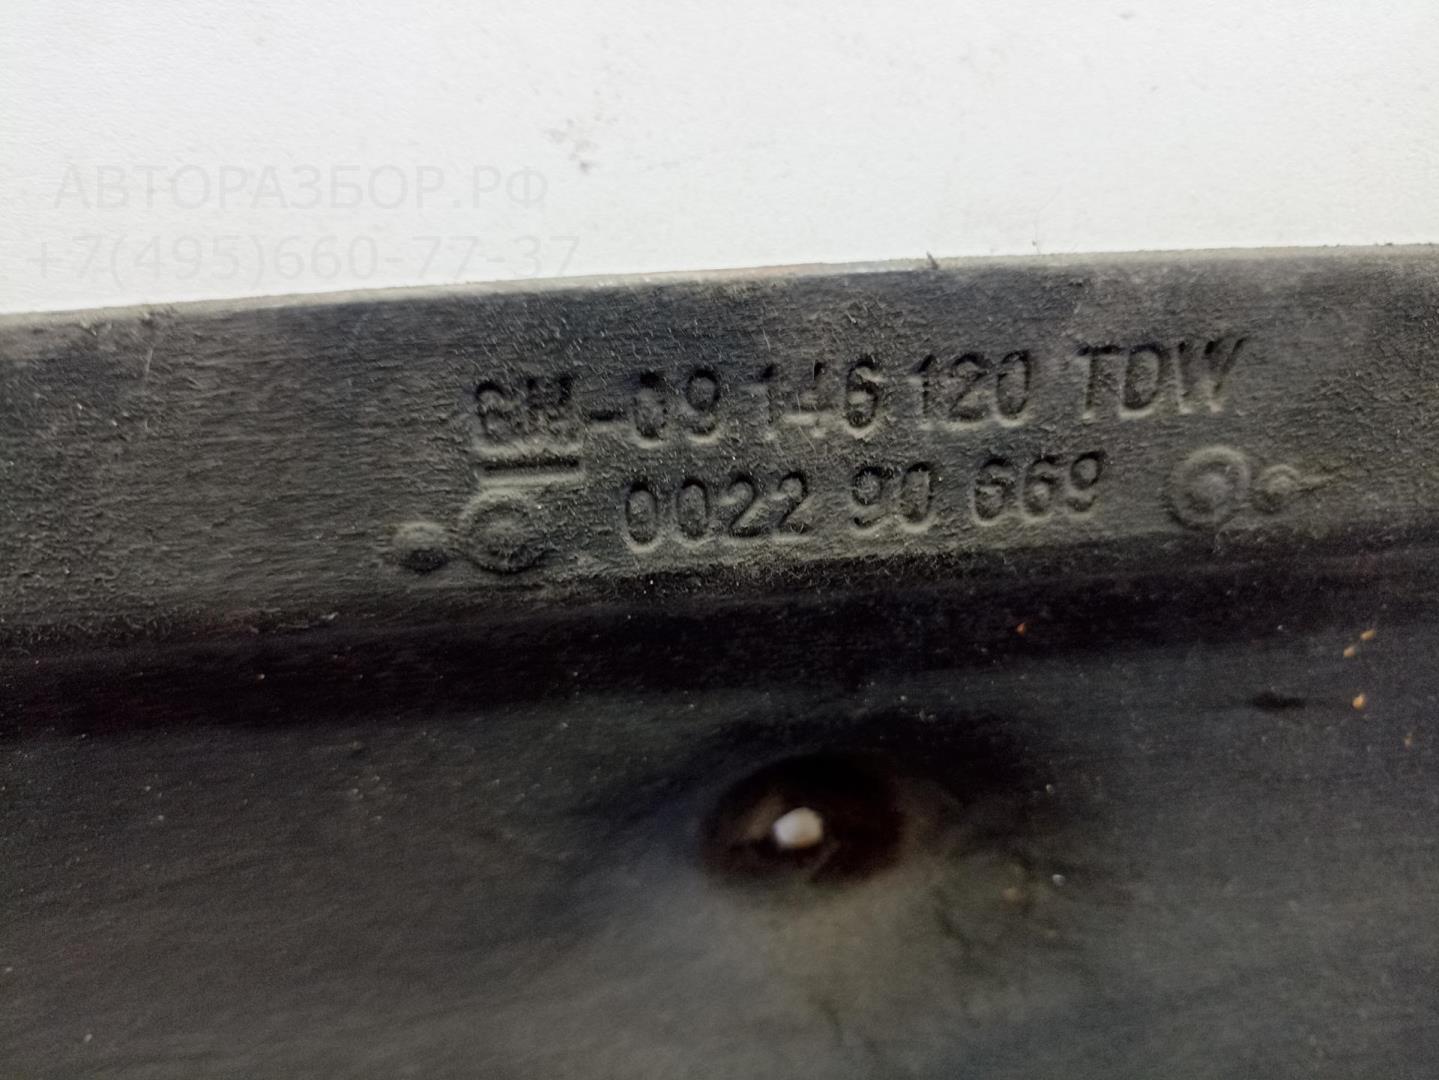 АВТОРАЗБОР.РФ
+7(495)660-77-37
GM-09 146 120 TDW
0022 90 669